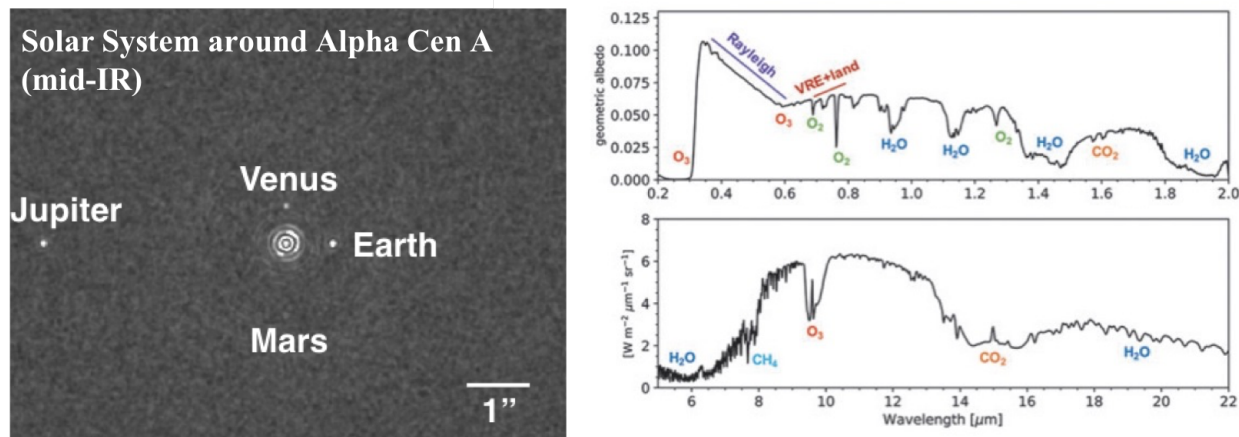 Solar System around Alpha Cen A
(mid-IR)
Venus
Jupiter
Earth
Mars
1”
0.125
0.100
0.075
0.050
0.025
0.000
geometric albedo
Rayleigh
VRE+land
O₃
O₃
O₂
O₂
H₂O
H₂O
O₂
H₂O
CO₂
H₂O
0.2 0.4 0.6 0.8 1.0 1.2 1.4 1.6 1.8 2.0
8
6
4
2
0
[W m⁻² μm⁻¹ sr⁻¹]
H₂O
CH₄
O₃
CO₂
H₂O
6 8 10 12 14 16 18 20 22
Wavelength [μm]